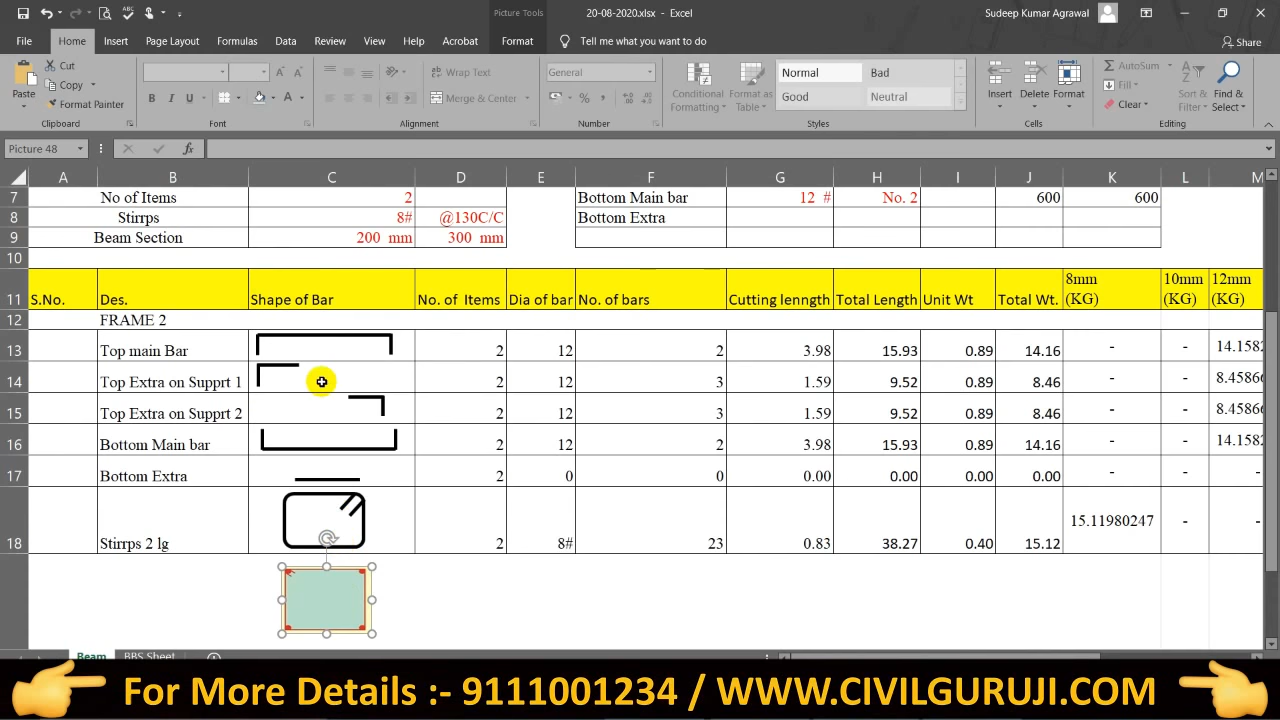 Picture Tools
20-08-2020.xlsx - Excel
Sudeep Kumar Agrawal
File Home Insert Page Layout Formulas Data Review View Help Acrobat Format Tell me what you want to do Share
Paste Cut Copy Format Painter Clipboard
B I U A A A Font
Wrap Text Merge & Center Alignment
General % , Number
Conditional Formatting Format as Table Normal Bad Good Neutral Styles
Insert Delete Format Cells
AutoSum Fill Clear Sort & Filter Find & Select Editing
Picture 48 fx
A B C D E F G H I J K L M
7 No of Items 2 Bottom Main bar 12 # No. 2 600 600
8 Stirrps 8# @130C/C Bottom Extra
9 Beam Section 200 mm 300 mm
10
11 S.No. Des. Shape of Bar No. of Items Dia of bar No. of bars Cutting lenngth Total Length Unit Wt Total Wt. 8mm (KG) 10mm (KG) 12mm (KG)
12 FRAME 2
13 Top main Bar 2 12 2 3.98 15.93 0.89 14.16 - - 14.1582
14 Top Extra on Supprt 1 2 12 3 1.59 9.52 0.89 8.46 - - 8.45866
15 Top Extra on Supprt 2 2 12 3 1.59 9.52 0.89 8.46 - - 8.45866
16 Bottom Main bar 2 12 2 3.98 15.93 0.89 14.16 - - 14.1582
17 Bottom Extra 2 0 0 0.00 0.00 0.00 0.00 - - -
18 Stirrps 2 lg 2 8# 23 0.83 38.27 0.40 15.12 15.11980247 - -
Beam BBS Sheet
For More Details :- 9111001234 / WWW.CIVILGURUJI.COM